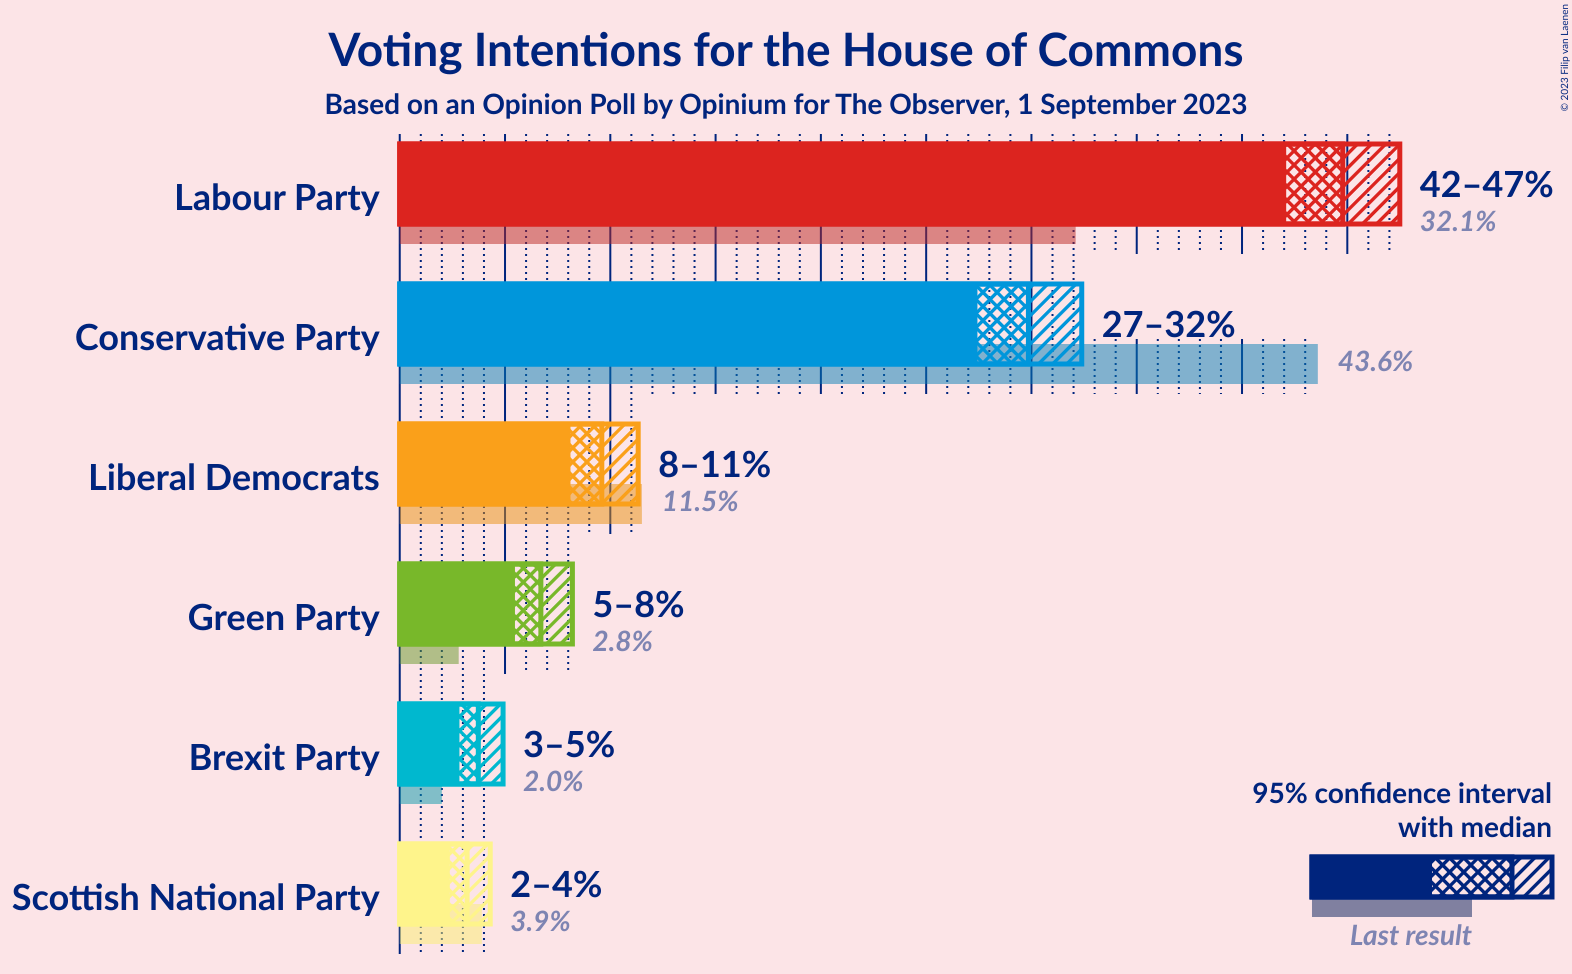 Voting Intentions for the House of Commons
Based on an Opinion Poll by Opinium for The Observer, 1 September 2023
© 2023 Filip van Laenen
Labour Party
42–47%
32.1%
Conservative Party
27–32%
43.6%
Liberal Democrats
8–11%
11.5%
Green Party
5–8%
2.8%
Brexit Party
3–5%
2.0%
Scottish National Party
2–4%
3.9%
95% confidence interval
with median
Last result